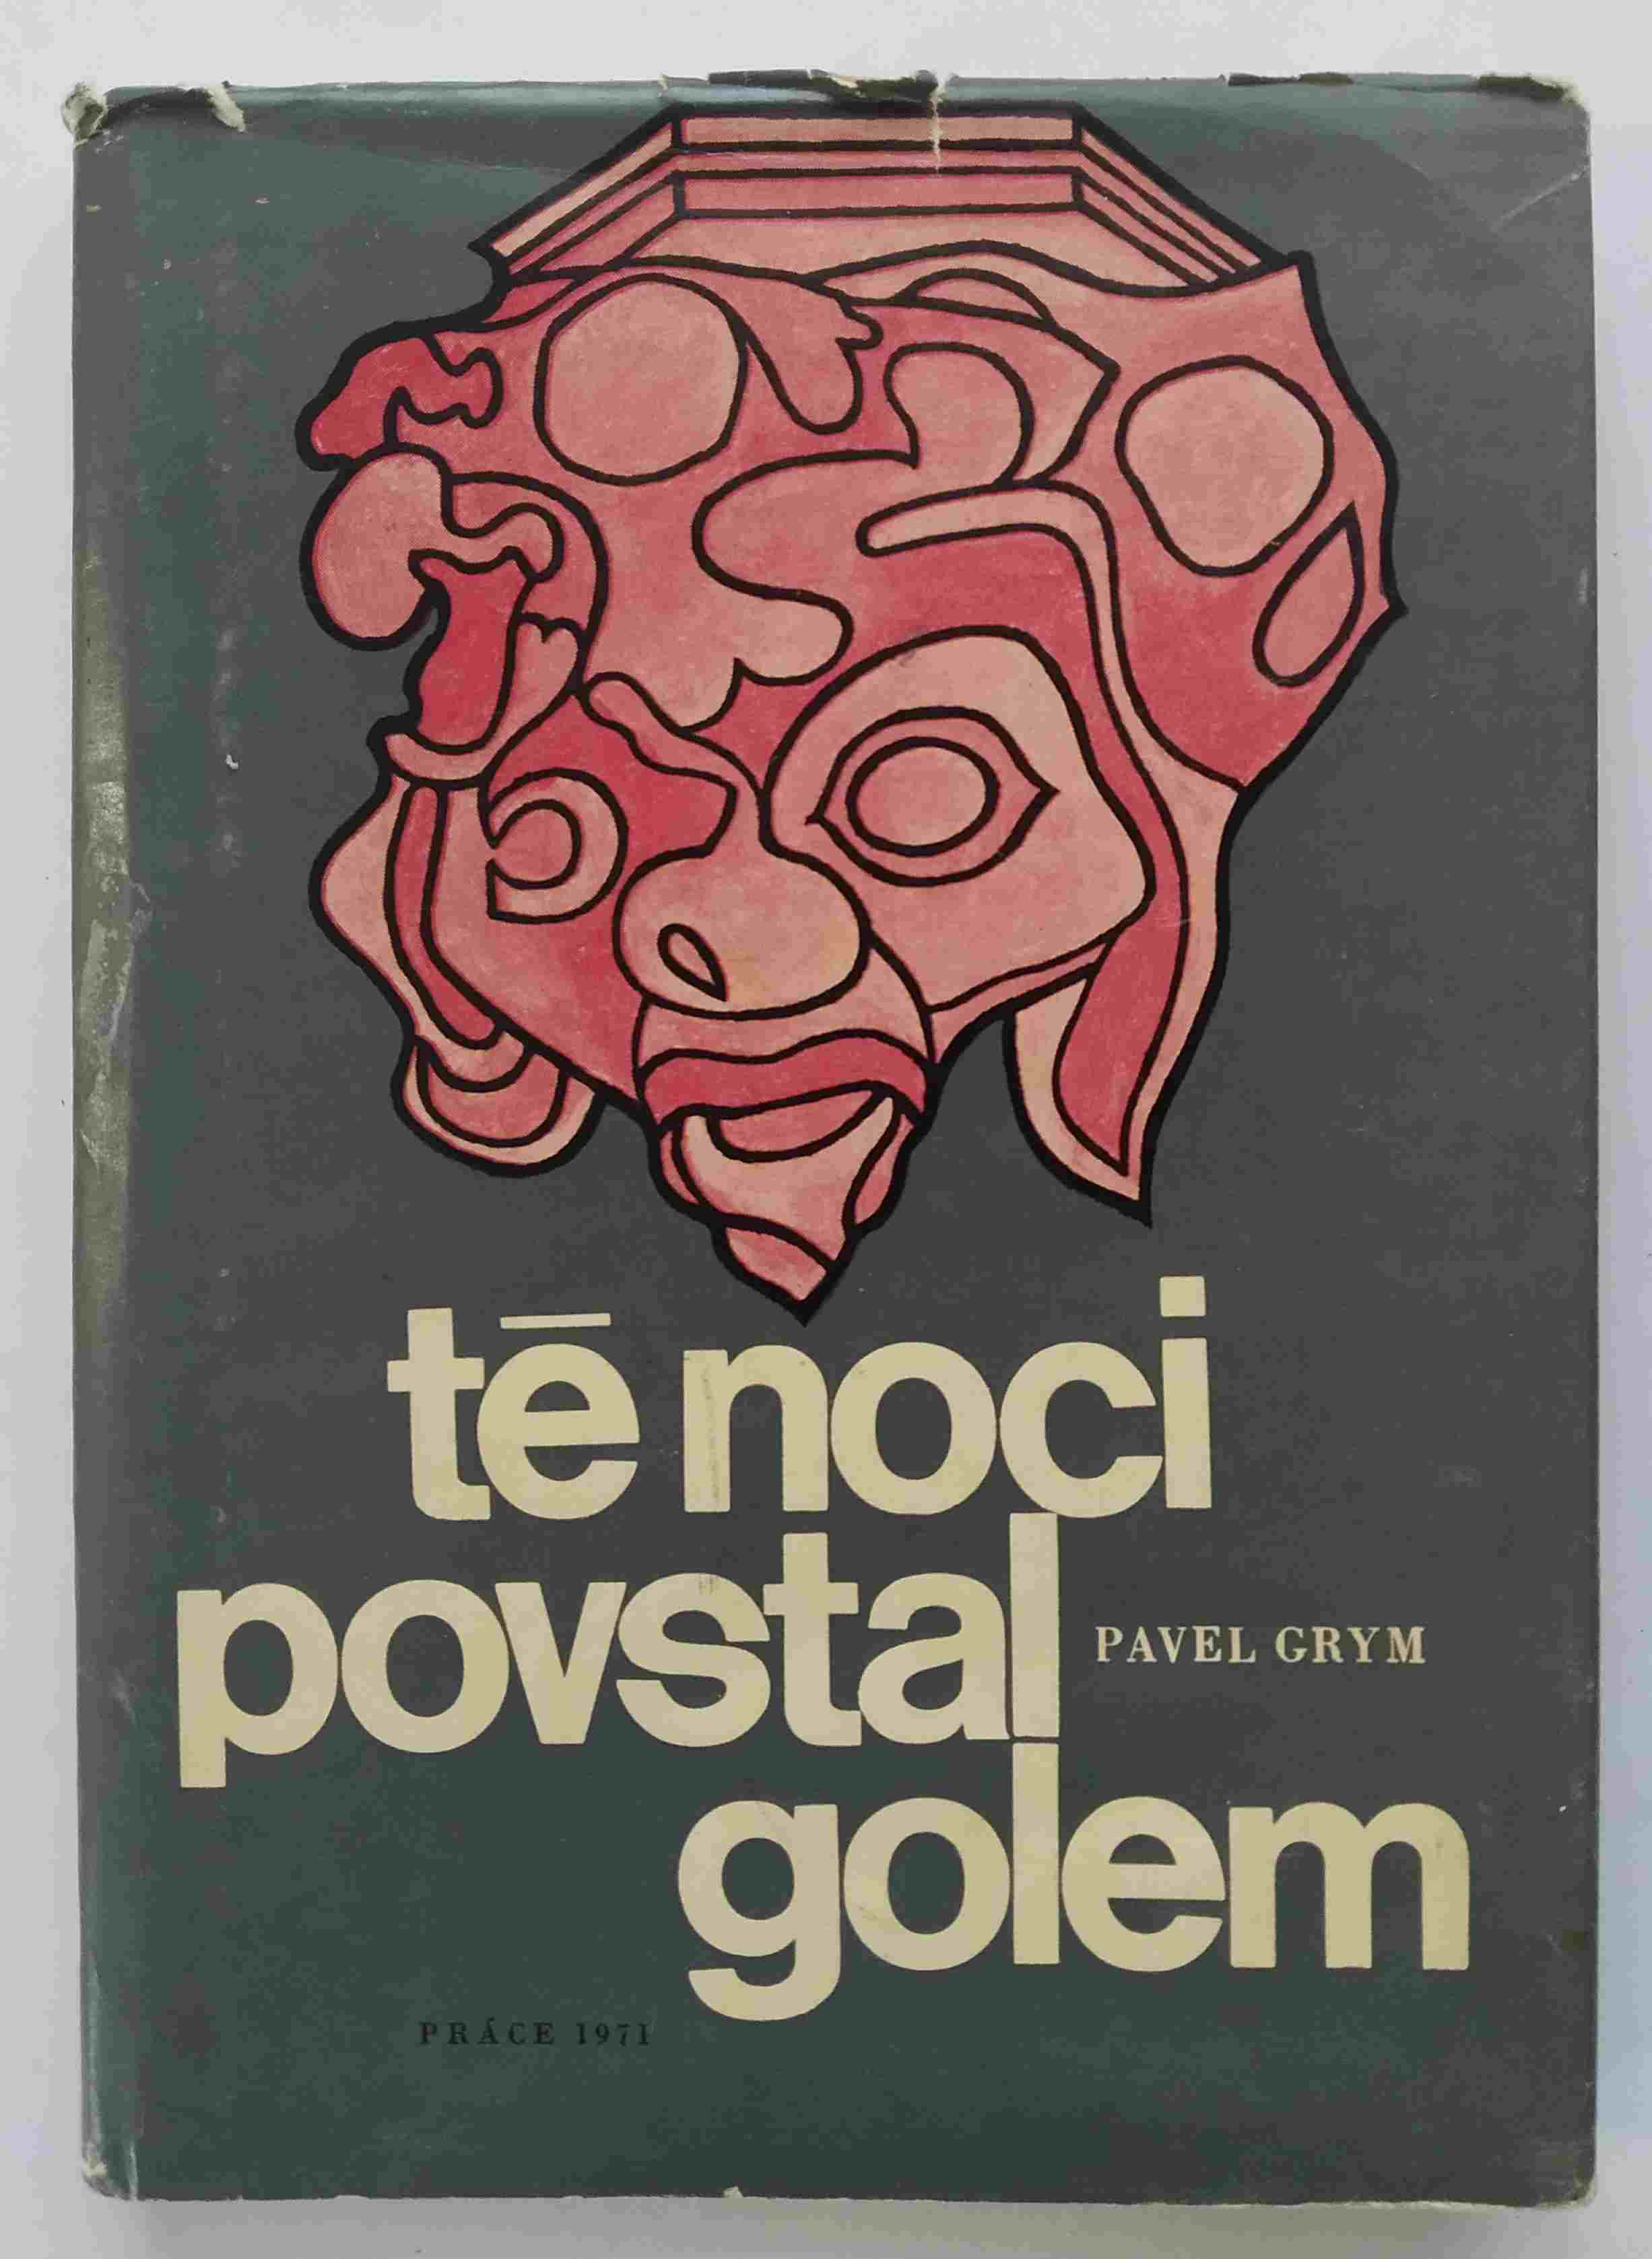 tē noci
povstal
PAVEL GRYM
golem
PRÁCE 1971